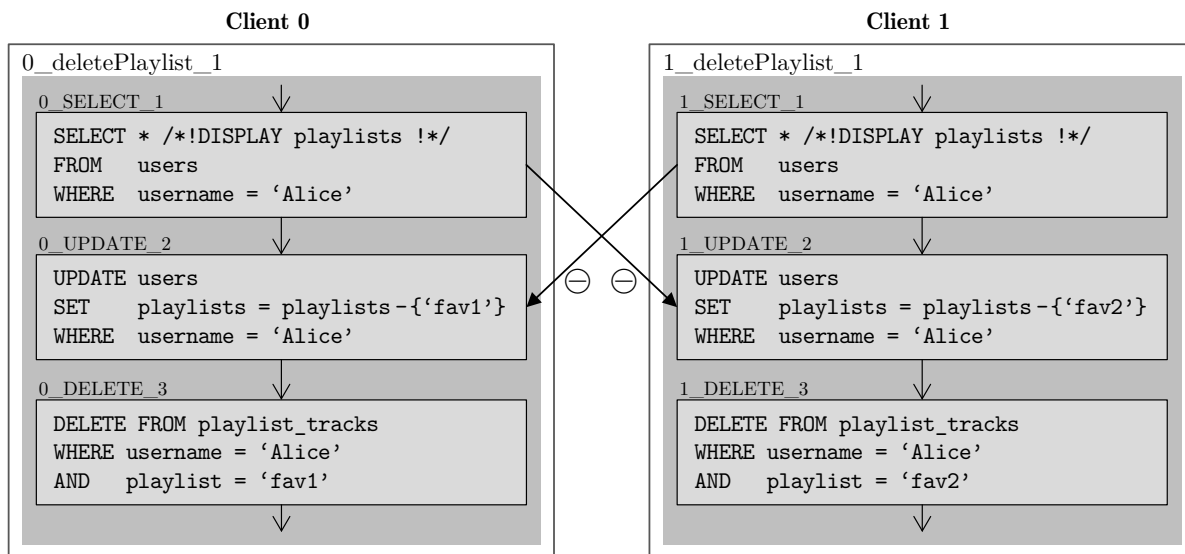 Client 0
0_deletePlaylist_1
0_SELECT_1
SELECT * /*!DISPLAY playlists !*/
FROM users
WHERE username = ‘Alice’
0_UPDATE_2
UPDATE users
SET playlists = playlists-{‘fav1’}
WHERE username = ‘Alice’
0_DELETE_3
DELETE FROM playlist_tracks
WHERE username = ‘Alice’
AND playlist = ‘fav1’
⊖ ⊖
Client 1
1_deletePlaylist_1
1_SELECT_1
SELECT * /*!DISPLAY playlists !*/
FROM users
WHERE username = ‘Alice’
1_UPDATE_2
UPDATE users
SET playlists = playlists-{‘fav2’}
WHERE username = ‘Alice’
1_DELETE_3
DELETE FROM playlist_tracks
WHERE username = ‘Alice’
AND playlist = ‘fav2’